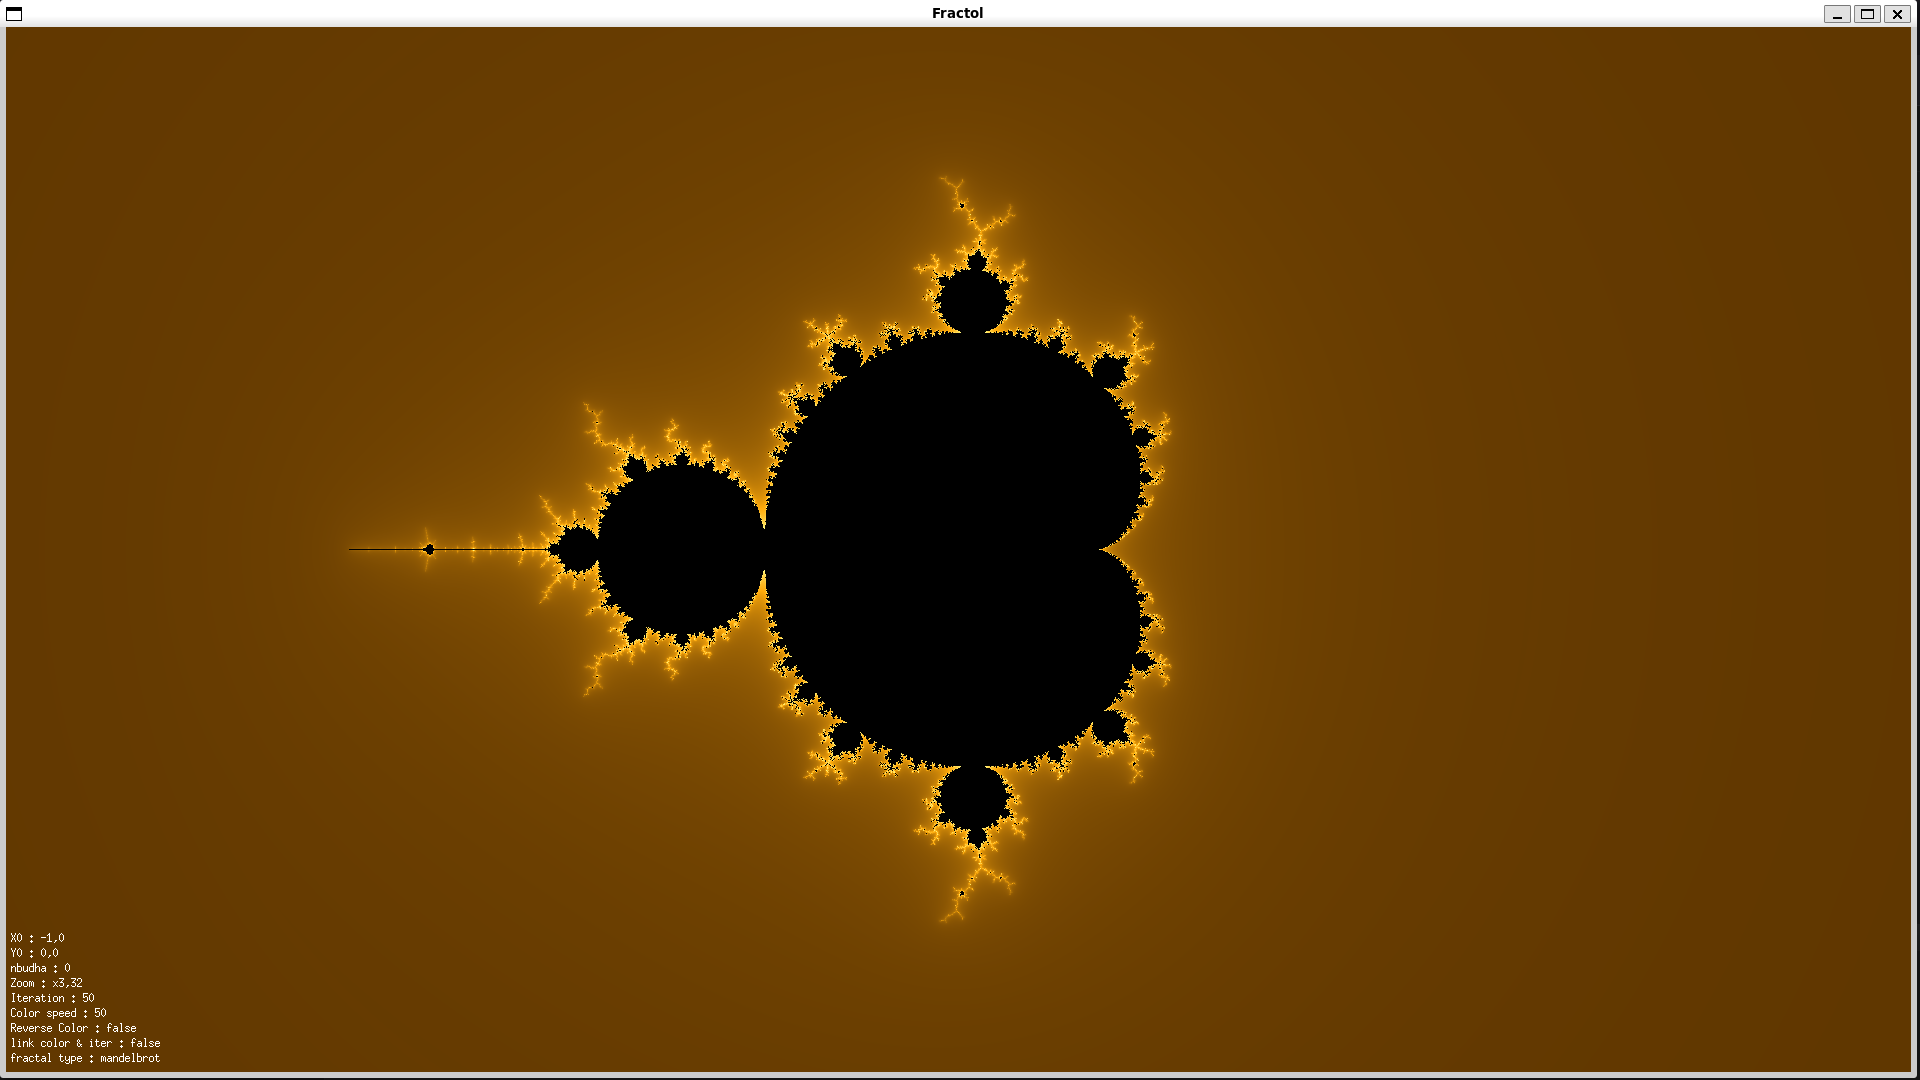 Fractol
X0 : -1,0
Y0 : 0,0
nbudha : 0
Zoom : x3,32
Iteration : 50
Color speed : 50
Reverse Color : false
link color & iter : false
fractal type : mandelbrot